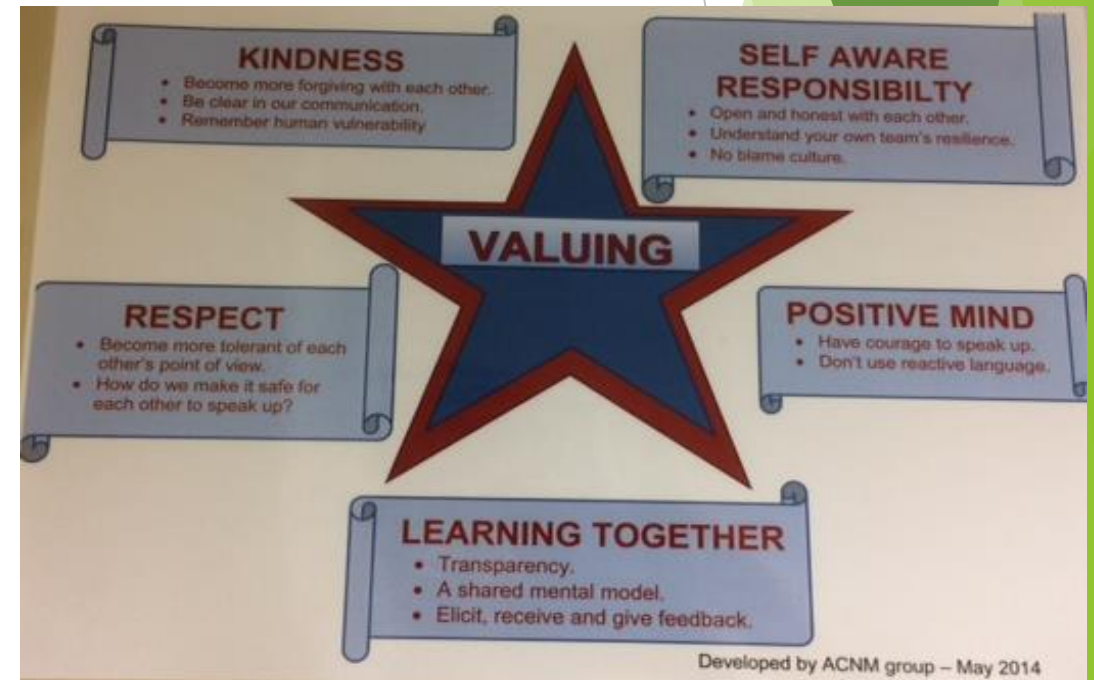 KINDNESS
• Become more forgiving with each other.
• Be clear in our communication.
• Remember human vulnerability
SELF AWARE
RESPONSIBILTY
• Open and honest with each other.
• Understand your own team's resilience.
• No blame culture.
VALUING
RESPECT
• Become more tolerant of each
other's point of view.
• How do we make it safe for
each other to speak up?
POSITIVE MIND
• Have courage to speak up.
• Don't use reactive language.
LEARNING TOGETHER
• Transparency.
• A shared mental model.
• Elicit, receive and give feedback.
Developed by ACNM group – May 2014